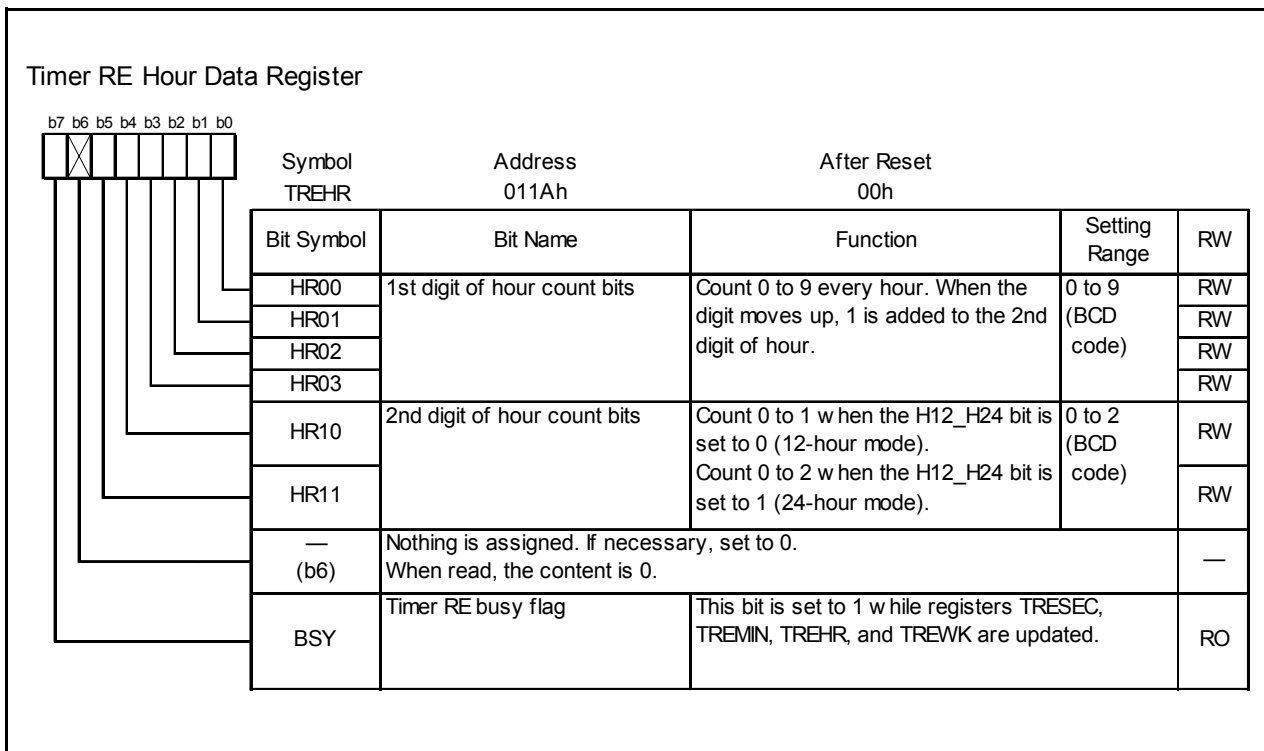 Timer RE Hour Data Register
b7 b6 b5 b4 b3 b2 b1 b0
Symbol Address After Reset
TREHR 011Ah 00h
Bit Symbol Bit Name Function Setting Range RW
HR00 1st digit of hour count bits Count 0 to 9 every hour. When the 0 to 9 RW
HR01 digit moves up, 1 is added to the 2nd (BCD RW
HR02 digit of hour. code) RW
HR03 RW
HR10 2nd digit of hour count bits Count 0 to 1 w hen the H12_H24 bit is 0 to 2 RW
set to 0 (12-hour mode). (BCD
HR11 Count 0 to 2 w hen the H12_H24 bit is code) RW
set to 1 (24-hour mode).
— Nothing is assigned. If necessary, set to 0. —
(b6) When read, the content is 0.
BSY Timer RE busy flag This bit is set to 1 w hile registers TRESEC, RO
TREMIN, TREHR, and TREWK are updated.